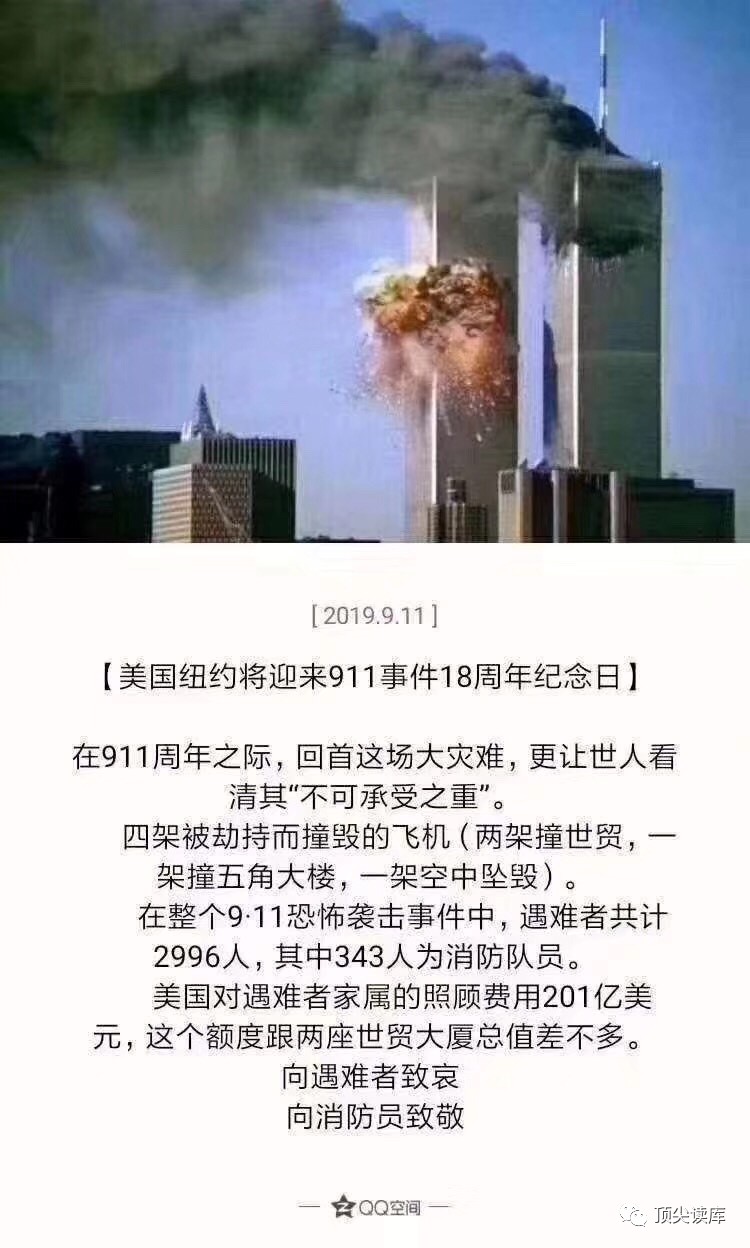 [ 2019.9.11 ]
【美国纽约将迎来911事件18周年纪念日】
在911周年之际，回首这场大灾难，更让世人看
清其“不可承受之重”。
四架被劫持而撞毁的飞机（两架撞世贸，一
架撞五角大楼，一架空中坠毁）。
在整个9·11恐怖袭击事件中，遇难者共计
2996人，其中343人为消防队员。
美国对遇难者家属的照顾费用201亿美
元，这个额度跟两座世贸大厦总值差不多。
向遇难者致哀
向消防员致敬
QQ空间
顶尖读库